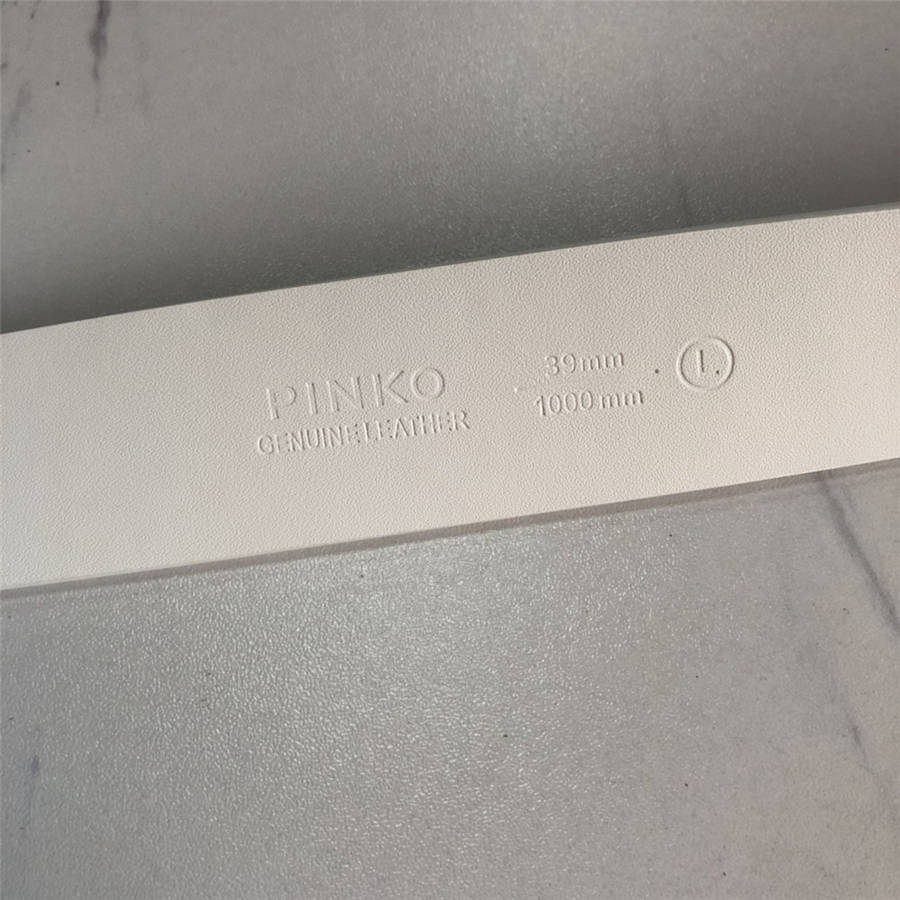 PINKO
GENUINE LEATHER
39mm
1000mm
I.